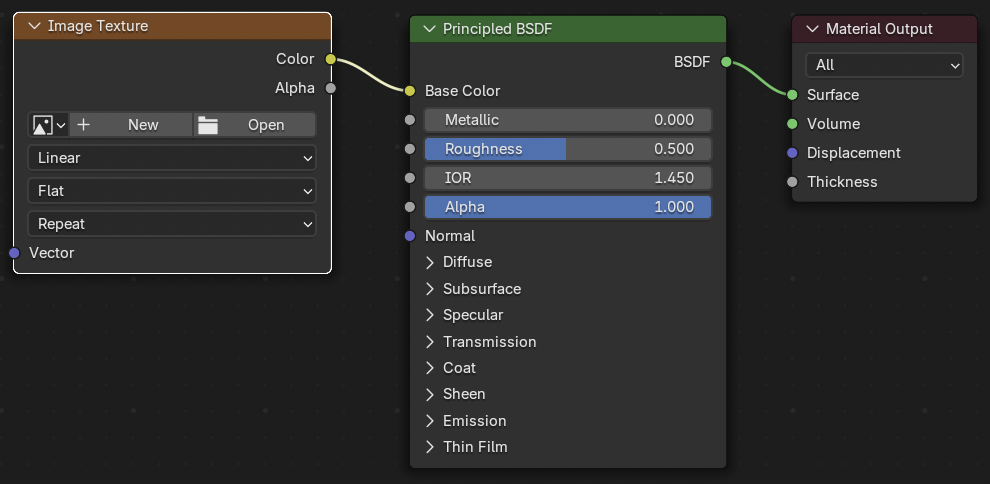 Image Texture
Color
Alpha
New
Open
Linear
Flat
Repeat
Vector
Principled BSDF
BSDF
Base Color
Metallic 0.000
Roughness 0.500
IOR 1.450
Alpha 1.000
Normal
Diffuse
Subsurface
Specular
Transmission
Coat
Sheen
Emission
Thin Film
Material Output
All
Surface
Volume
Displacement
Thickness